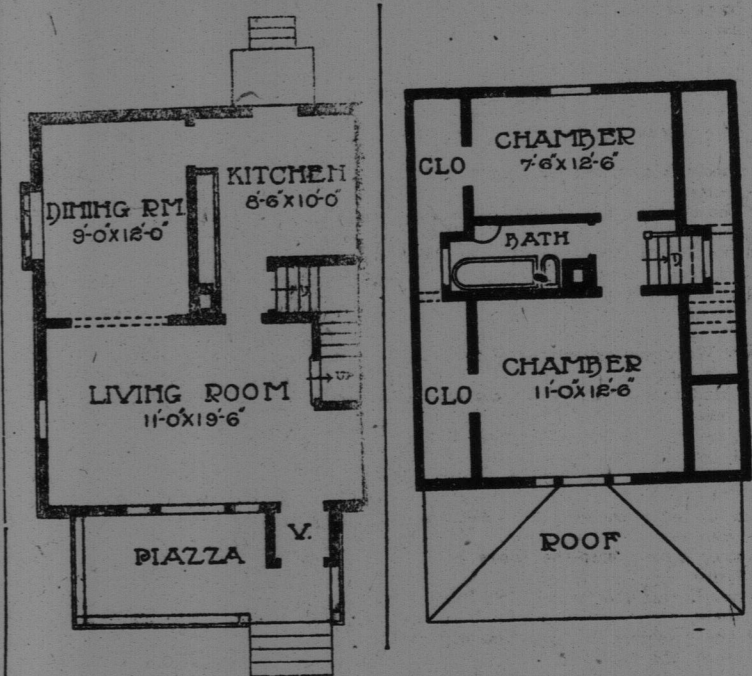 DINING RM.
9'-0"X12'-0"
KITCHEN
8'-6"X10'-0"
D
U
LIVING ROOM
11'-0"X19'-6"
PIAZZA
V.
CLO
CHAMBER
7'-6"X12'-6"
BATH
D
CLO
CHAMBER
11'-0"X12'-6"
ROOF